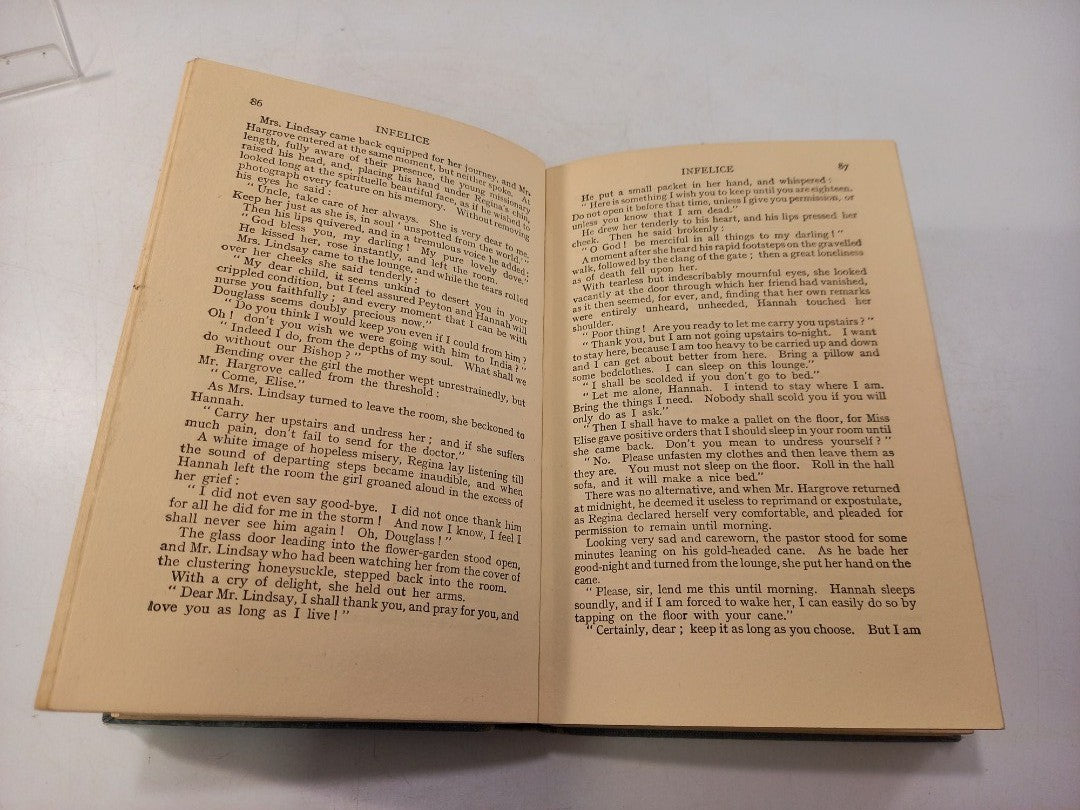 86
INFELICE
Mrs. Lindsay came back equipped for her journey, and Mr.
Hargrove entered at the same moment, but neither spoke. At
length, fully aware of their presence, the young missionary
raised his head, and, placing his hand under Regina's chin,
looked long at the spirituelle beautiful face, as if he wished to
photograph every feature on his memory. Without removing
his eyes he said:
"Uncle, take care of her always. She is very dear to me.
Keep her just as she is, in soul 'unspotted from the world.'"
Then his lips quivered, and in a tremulous voice he added:
"God bless you, my darling! My pure lovely dove."
He kissed her, rose instantly, and left the room.
Mrs. Lindsay came to the lounge, and while the tears rolled
over her cheeks she said tenderly:
"My dear child, it seems unkind to desert you in your
crippled condition, but I feel assured Peyton and Hannah will
nurse you faithfully; and every moment that I can be with
Douglass seems doubly precious now."
"Do you think I would keep you even if I could from him?
Oh! don't you wish we were going with him to India?"
"Indeed I do, from the depths of my soul. What shall we
do without our Bishop?"
Bending over the girl the mother wept unrestrainedly, but
Mr. Hargrove called from the threshold:
"Come, Elise."
As Mrs. Lindsay turned to leave the room, she beckoned to
Hannah.
"Carry her upstairs and undress her; and if she suffers
much pain, don't fail to send for the doctor."
A white image of hopeless misery, Regina lay listening till
the sound of departing steps became inaudible, and when
Hannah left the room the girl groaned aloud in the excess of
her grief:
"I did not even say good-bye. I did not once thank him
for all he did for me in the storm! And now I know, I feel I
shall never see him again! Oh, Douglass!"
The glass door leading into the flower-garden stood open,
and Mr. Lindsay who had been watching her from the cover of
the clustering honeysuckle, stepped back into the room.
With a cry of delight, she held out her arms.
"Dear Mr. Lindsay, I shall thank you, and pray for you, and
love you as long as I live!"
INFELICE
87
He put a small packet in her hand, and whispered:
"Here is something I wish you to keep until you are eighteen.
Do not open it before that time, unless I give you permission, or
unless you know that I am dead."
He drew her tenderly to his heart, and his lips pressed her
cheek. Then he said brokenly:
"O God! be merciful in all things to my darling!"
A moment after she heard his rapid footsteps on the gravelled
walk, followed by the clang of the gate; then a great loneliness
as of death fell upon her.
With tearless but indescribably mournful eyes, she looked
vacantly at the door through which her friend had vanished,
as it then seemed, for ever, and, finding that her own remarks
were entirely unheard, unheeded, Hannah touched her
shoulder.
"Poor thing! Are you ready to let me carry you upstairs?"
"Thank you, but I am not going upstairs to-night. I want
to stay here, because I am too heavy to be carried up and down
and I can get about better from here. Bring a pillow and
some bedclothes. I can sleep on this lounge."
"I shall be scolded if you don't go to bed."
"Let me alone, Hannah. I intend to stay where I am.
Bring the things I need. Nobody shall scold you if you will
only do as I ask."
"Then I shall have to make a pallet on the floor, for Miss
Elise gave positive orders that I should sleep in your room until
she came back. Don't you mean to undress yourself?"
"No. Please unfasten my clothes and then leave them as
they are. You must not sleep on the floor. Roll in the hall
sofa, and it will make a nice bed."
There was no alternative, and when Mr. Hargrove returned
at midnight, he deemed it useless to reprimand or expostulate,
as Regina declared herself very comfortable, and pleaded for
permission to remain until morning.
Looking very sad and careworn, the pastor stood for some
minutes leaning on his gold-headed cane. As he bade her
good-night and turned from the lounge, she put her hand on the
cane.
"Please, sir, lend me this until morning. Hannah sleeps
soundly, and if I am forced to wake her, I can easily do so by
tapping on the floor with your cane."
"Certainly, dear; keep it as long as you choose. But I am